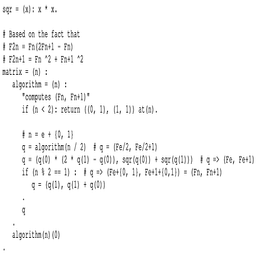 sqr = (x): x * x.
# Based on the fact that
# F2n = Fn(2Fn+1 - Fn)
# F2n+1 = Fn ^2 + Fn+1 ^2
matrix = (n) :
algorithm = (n) :
"computes (Fn, Fn+1)"
if (n < 2): return ((0, 1), (1, 1)) at(n).
# n = e + {0, 1}
q = algorithm(n / 2) # q = (Fe/2, Fe/2+1)
q = (q(0) * (2 * q(1) - q(0)), sqr(q(0)) + sqr(q(1))) # q => (Fe, Fe+1)
if (n % 2 == 1) : # q => (Fe+{0, 1}, Fe+1+{0,1}) = (Fn, Fn+1)
q = (q(1), q(1) + q(0))
.
q
.
algorithm(n)(0)
.